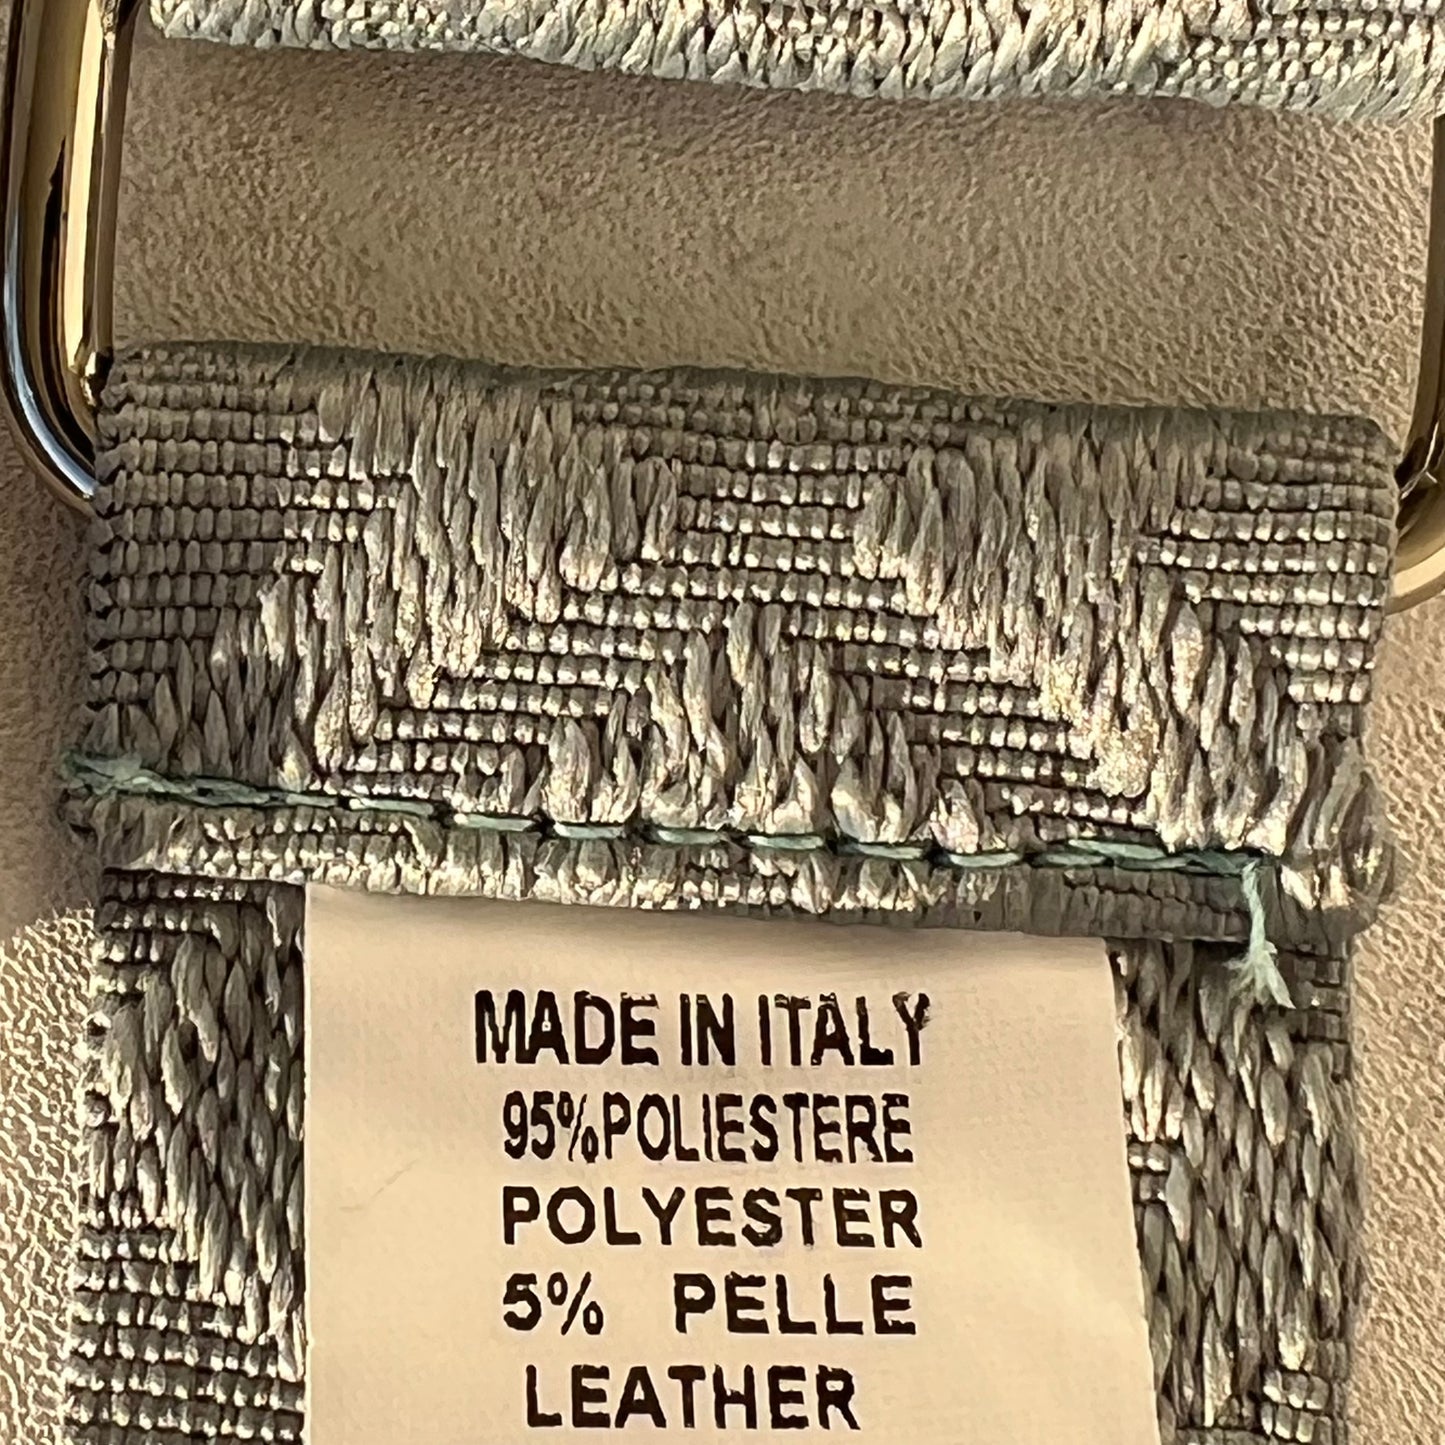 MADE IN ITALY
95%POLIESTERE
POLYESTER
5% PELLE
LEATHER